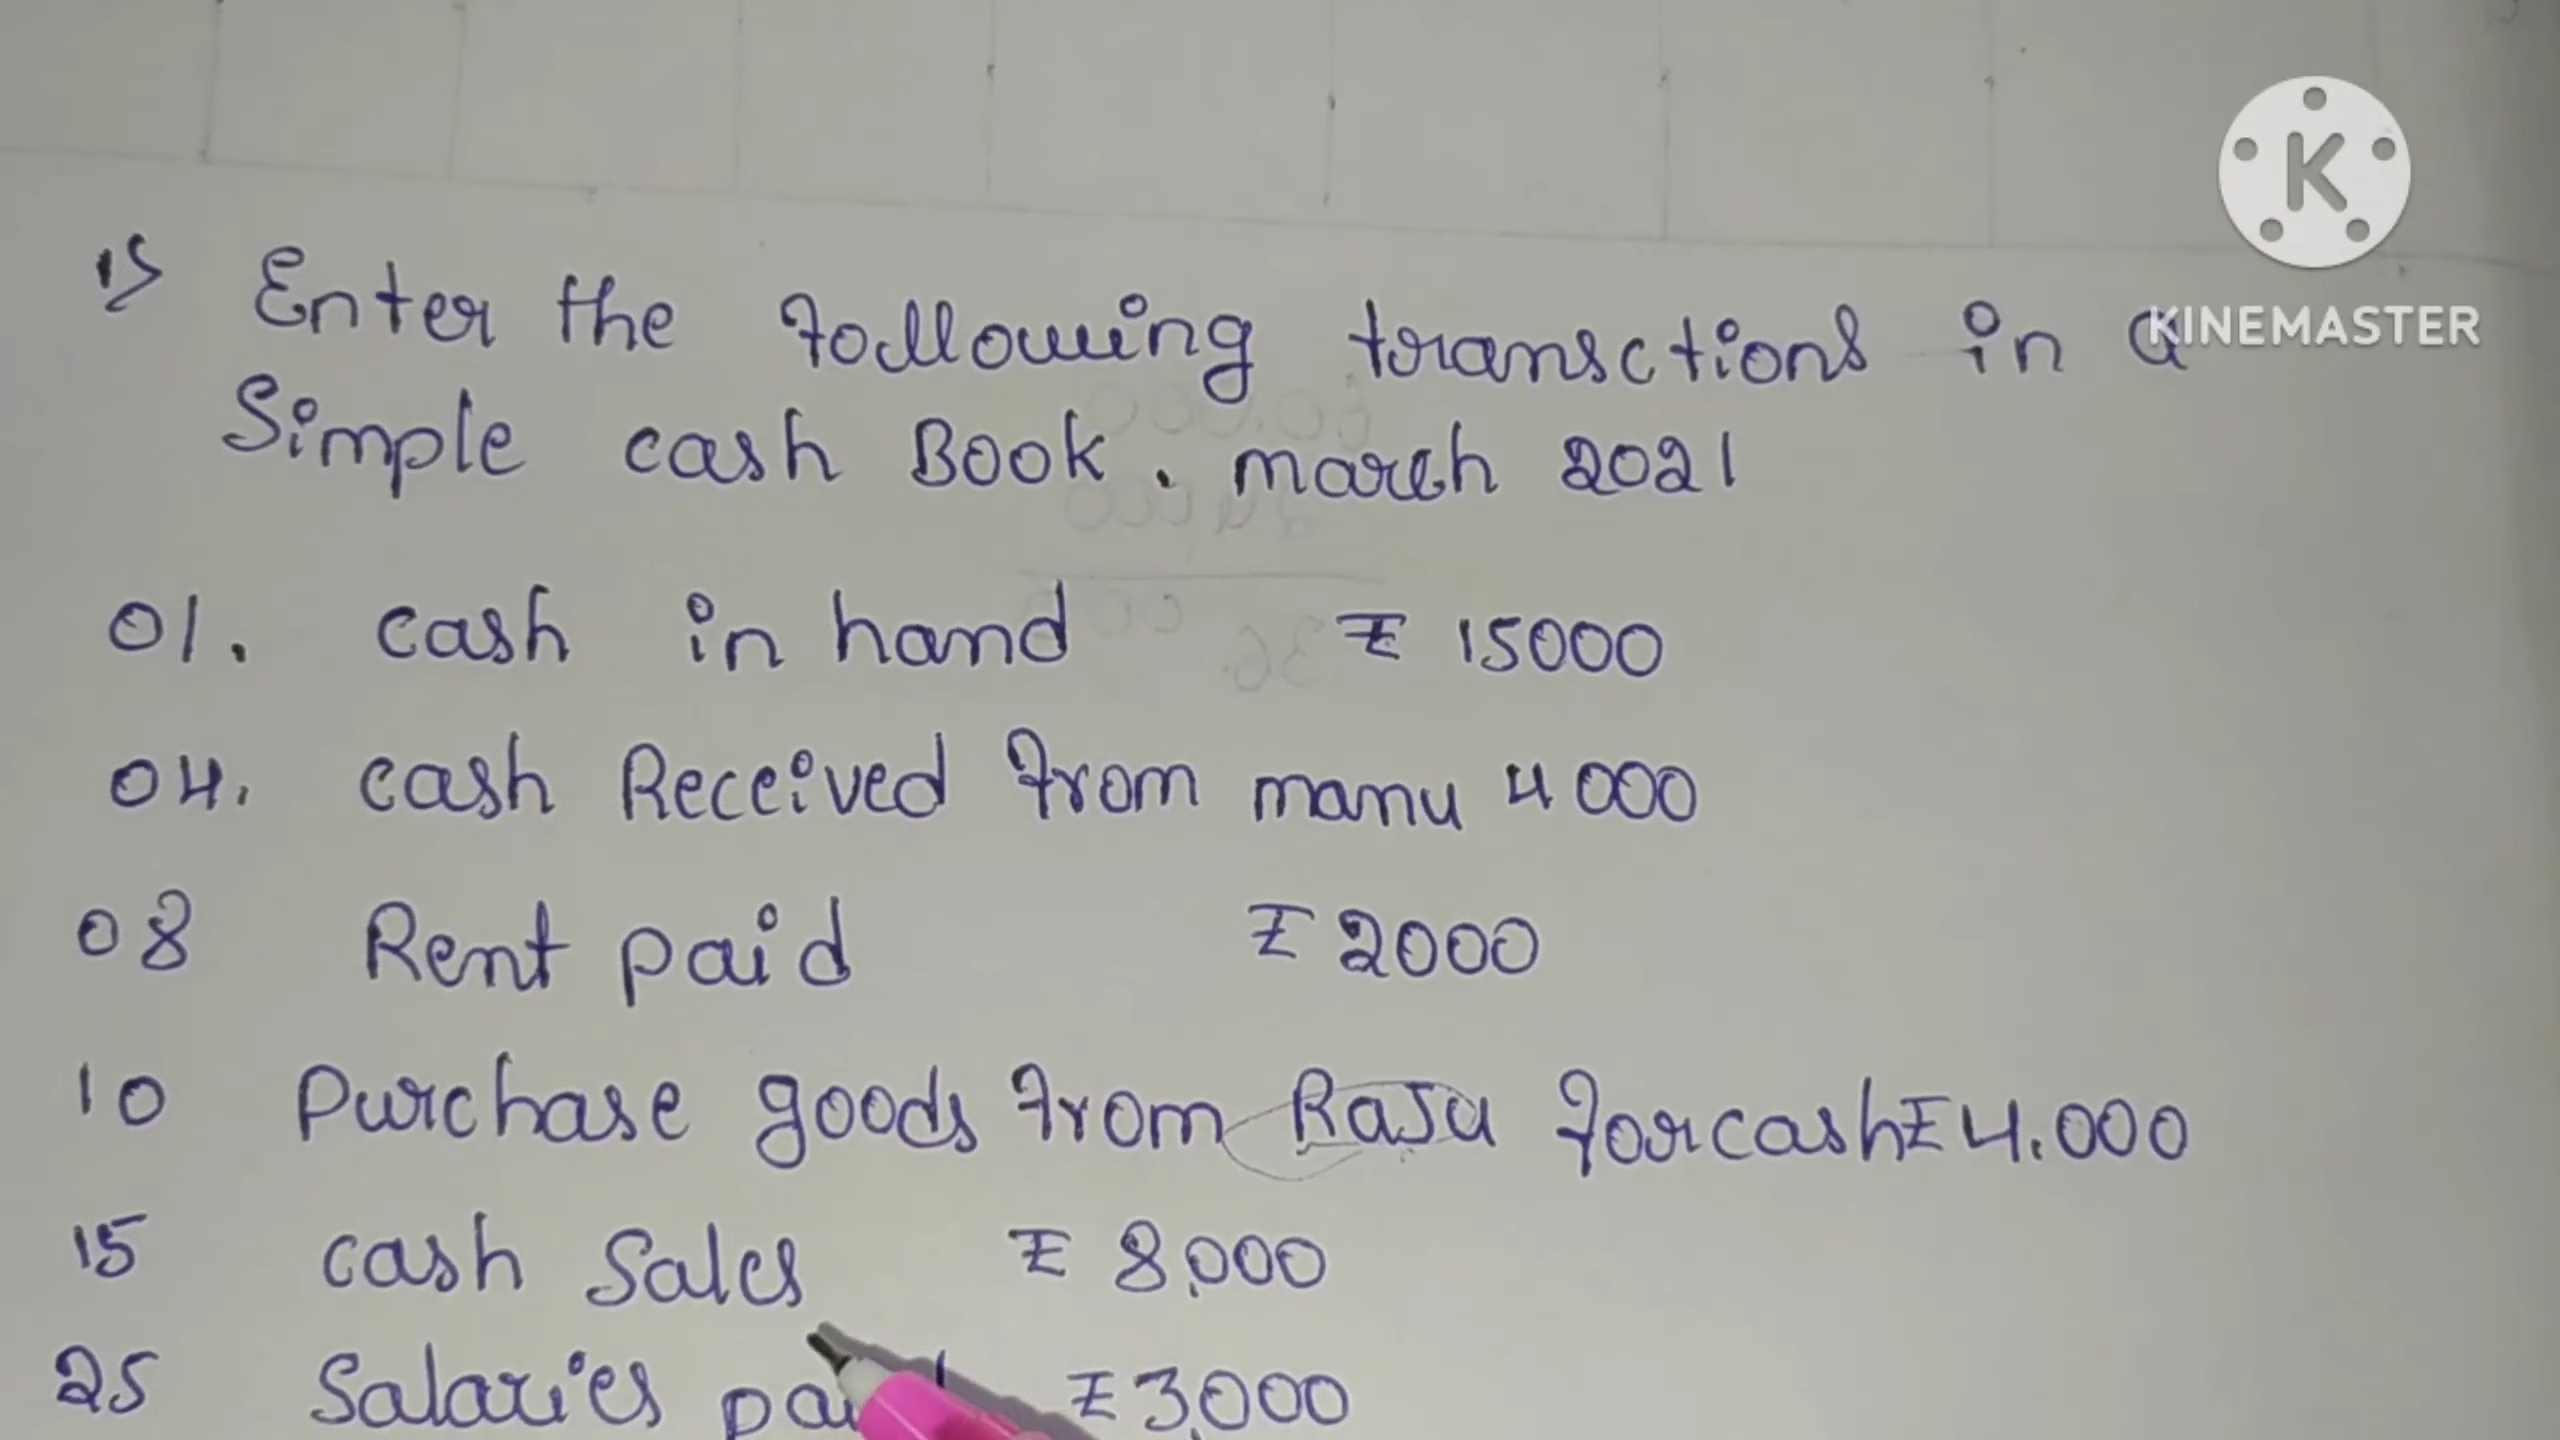 K
KINEMASTER
1) Enter the following transctions in a
Simple cash Book. march 2021
01. cash in hand ₹ 15000
04. cash Received from manu 4000
08 Rent paid ₹ 2000
10 Purchase goods from Raju for cash ₹ 4.000
15 cash Sales ₹ 8,000
25 Salaries ₹ 3,000